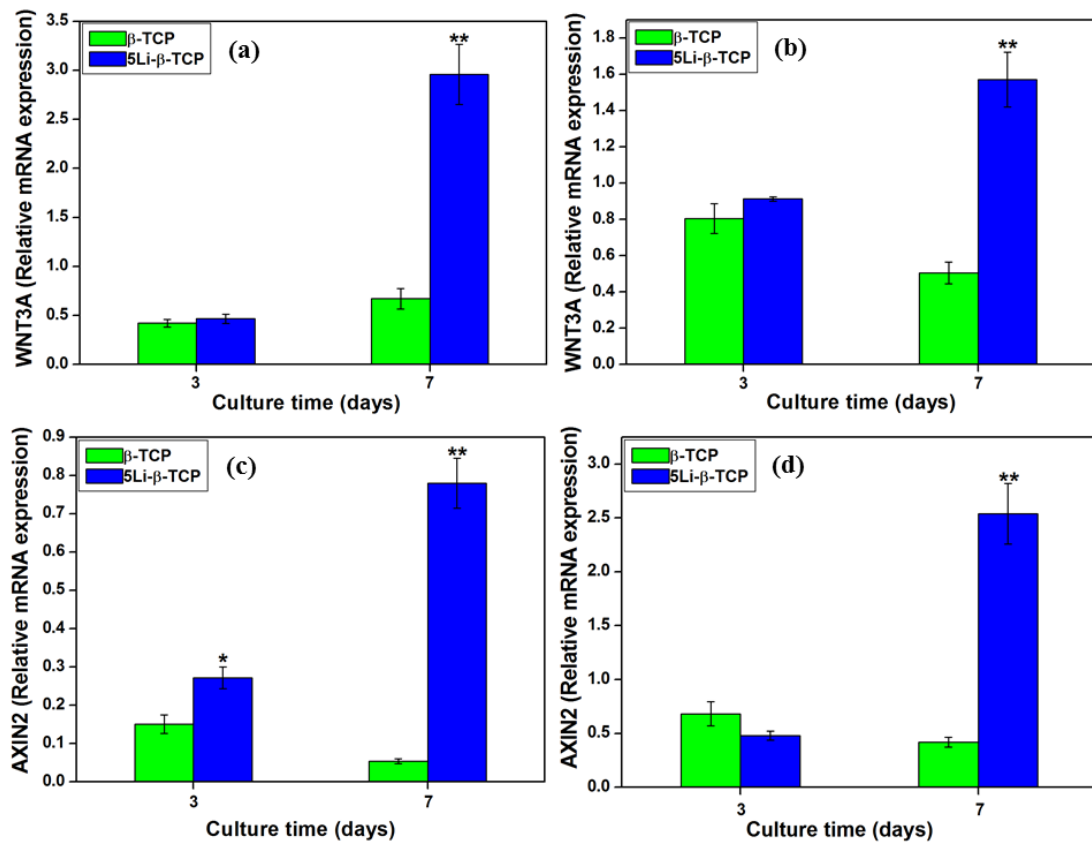 WNT3A (Relative mRNA expression)
3.5
3.0
2.5
2.0
1.5
1.0
0.5
0.0
β-TCP
5Li-β-TCP
(a)
**
3
7
Culture time (days)
WNT3A (Relative mRNA expression)
1.8
1.6
1.4
1.2
1.0
0.8
0.6
0.4
0.2
0.0
β-TCP
5Li-β-TCP
(b)
**
3
7
Culture time (days)
AXIN2 (Relative mRNA expression)
0.9
0.8
0.7
0.6
0.5
0.4
0.3
0.2
0.1
0.0
β-TCP
5Li-β-TCP
(c)
*
**
3
7
Culture time (days)
AXIN2 (Relative mRNA expression)
3.0
2.5
2.0
1.5
1.0
0.5
0.0
β-TCP
5Li-β-TCP
(d)
**
3
7
Culture time (days)